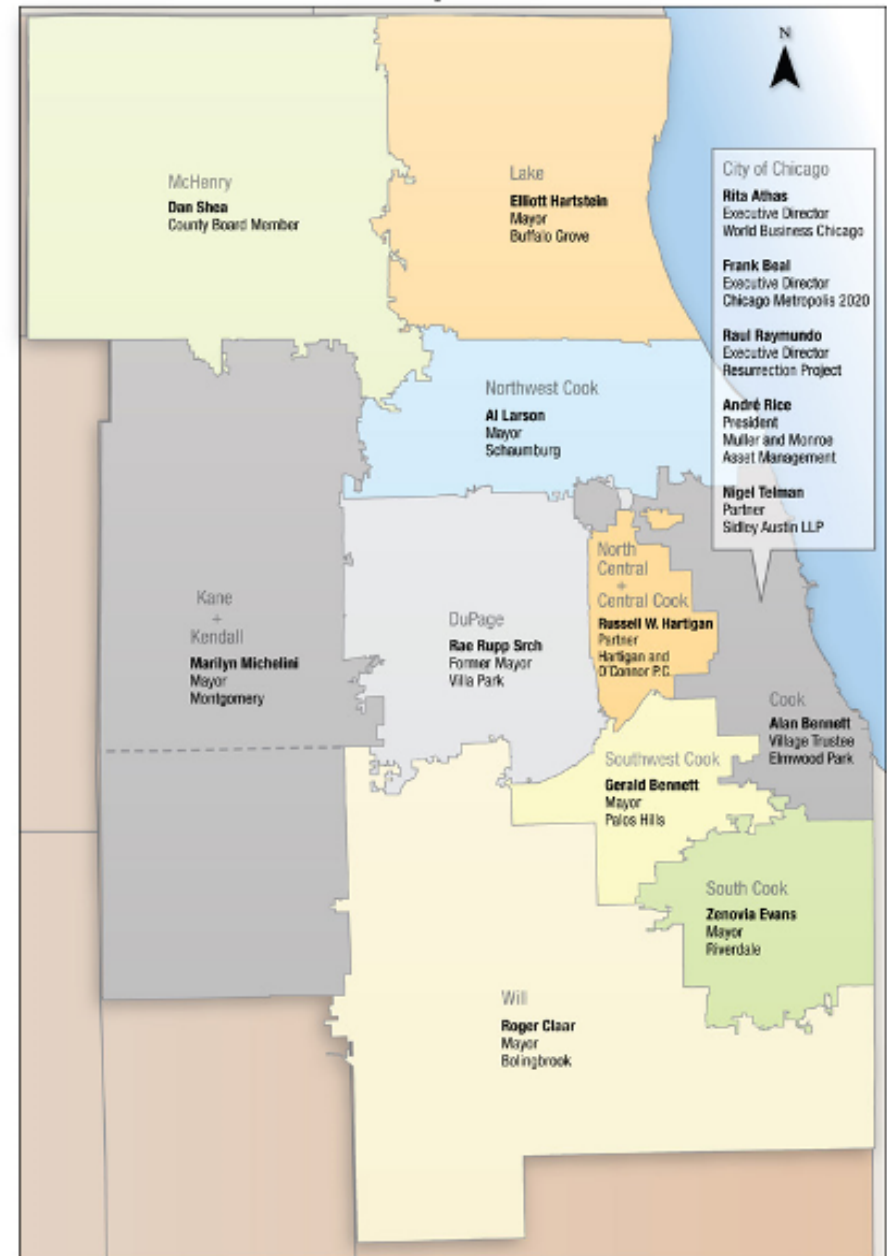 N
City of Chicago
Rita Athas
Executive Director
World Business Chicago
Frank Beal
Executive Director
Chicago Metropolis 2020
Raul Raymundo
Executive Director
Resurrection Project
André Rice
President
Muller and Monroe
Asset Management
Nigel Telman
Partner
Sidley Austin LLP
McHenry
Dan Shea
County Board Member
Lake
Elliott Hartstein
Mayor
Buffalo Grove
Northwest Cook
Al Larson
Mayor
Schaumburg
Kane
+
Kendall
Marilyn Michelini
Mayor
Montgomery
DuPage
Rae Rupp Srch
Former Mayor
Villa Park
North
Central
+
Central Cook
Russell W. Hartigan
Partner
Hartigan and
O'Connor P.C.
Cook
Alan Bennett
Village Trustee
Elmwood Park
Southwest Cook
Gerald Bennett
Mayor
Palos Hills
South Cook
Zenovia Evans
Mayor
Riverdale
Will
Roger Claar
Mayor
Bolingbrook